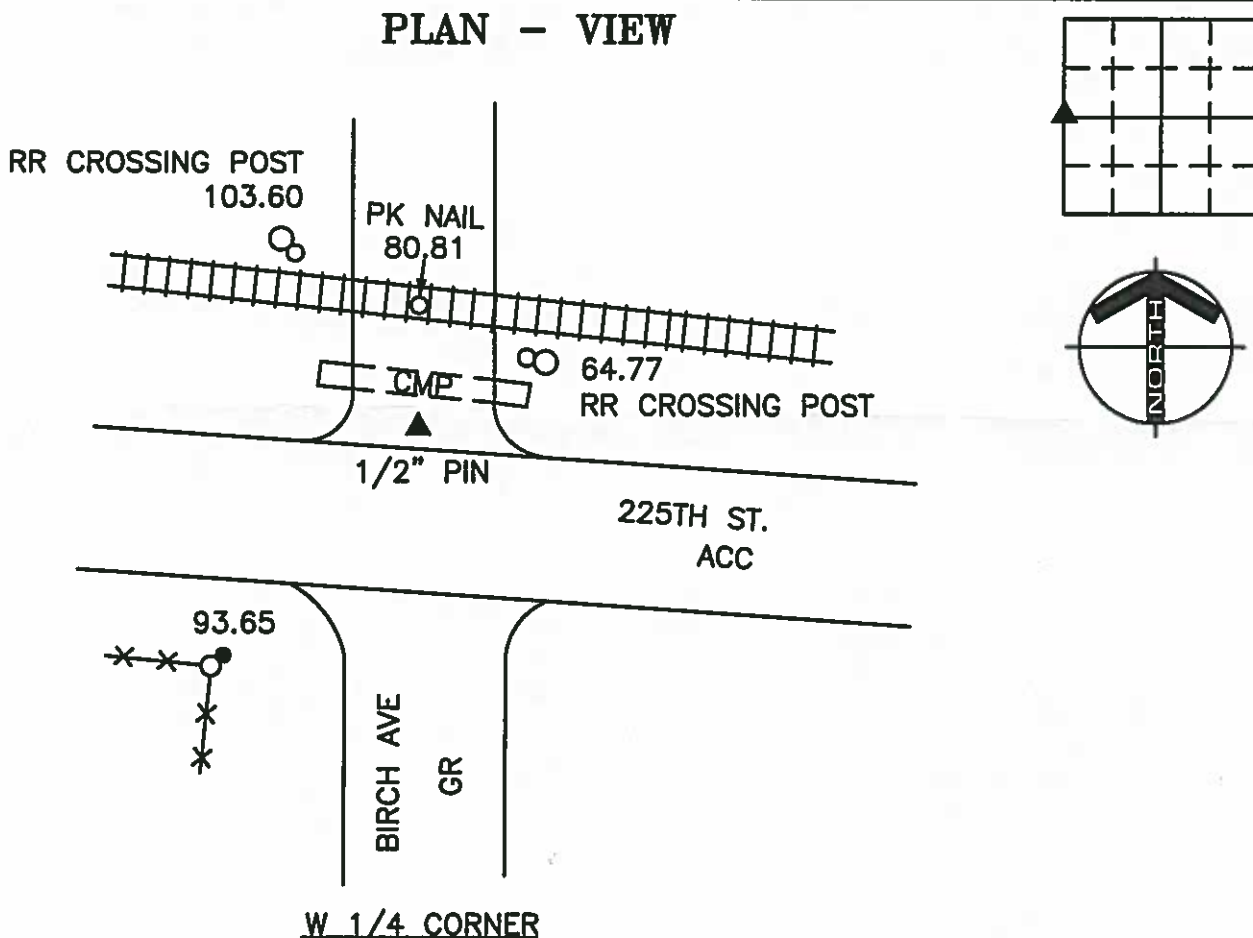 PLAN - VIEW
RR CROSSING POST
103.60
PK NAIL
80.81
NORTH
64.77
CMP
RR CROSSING POST
1/2" PIN
225TH ST.
ACC
93.65
BIRCH AVE
GR
W 1/4 CORNER